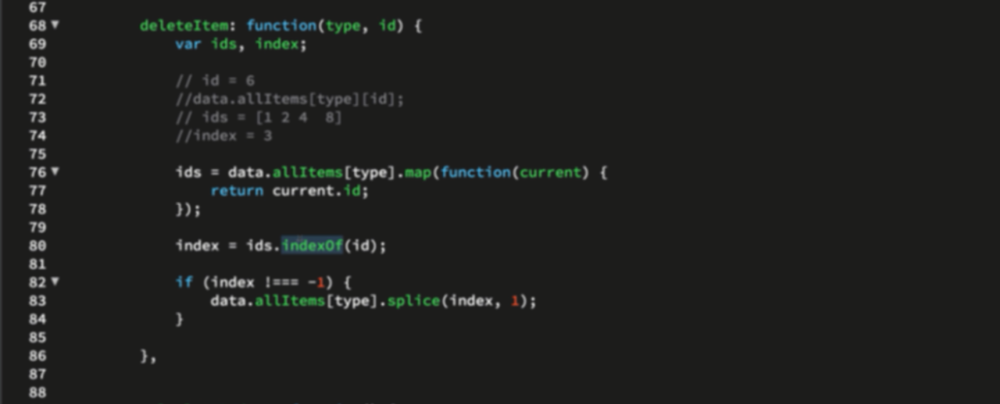 67
68 ▼ deleteItem: function(type, id) {
69 var ids, index;
70
71 // id = 6
72 //data.allItems[type][id];
73 // ids = [1 2 4  8]
74 //index = 3
75
76 ▼ ids = data.allItems[type].map(function(current) {
77 return current.id;
78 });
79
80 index = ids.indexOf(id);
81
82 ▼ if (index !=== -1) {
83 data.allItems[type].splice(index, 1);
84 }
85
86 },
87
88